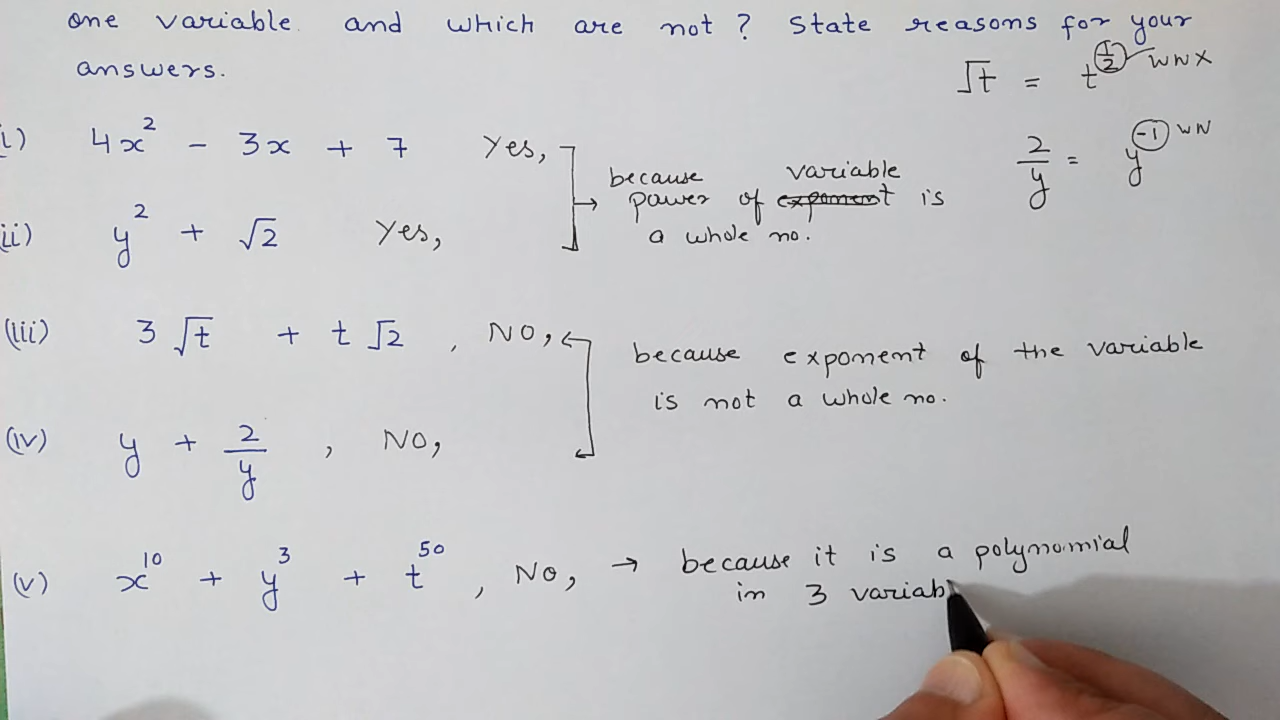 one variable. and which are not? State reasons for your
answers.
√t = t^(1/2) WNX
(i) 4x² - 3x + 7 Yes,
2/y = y^(-1) WN
because variable
power of exponent is
a whole no.
(ii) y² + √2 Yes,
(iii) 3 √t + t √2 , NO,
because exponent of the variable
is not a whole no.
(iv) y + 2/y , NO,
(v) x¹⁰ + y³ + t⁵⁰ , No, → because it is a polynomial
in 3 variab